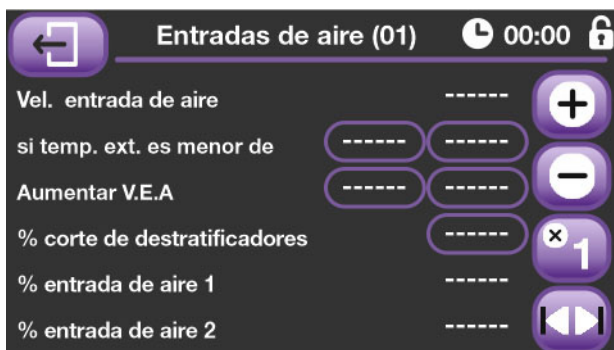 Entradas de aire (01) 00:00
Vel. entrada de aire ------
si temp. ext. es menor de ------ ------
Aumentar V.E.A ------ ------
% corte de destratificadores ------
% entrada de aire 1 ------
% entrada de aire 2 ------
+
−
×1